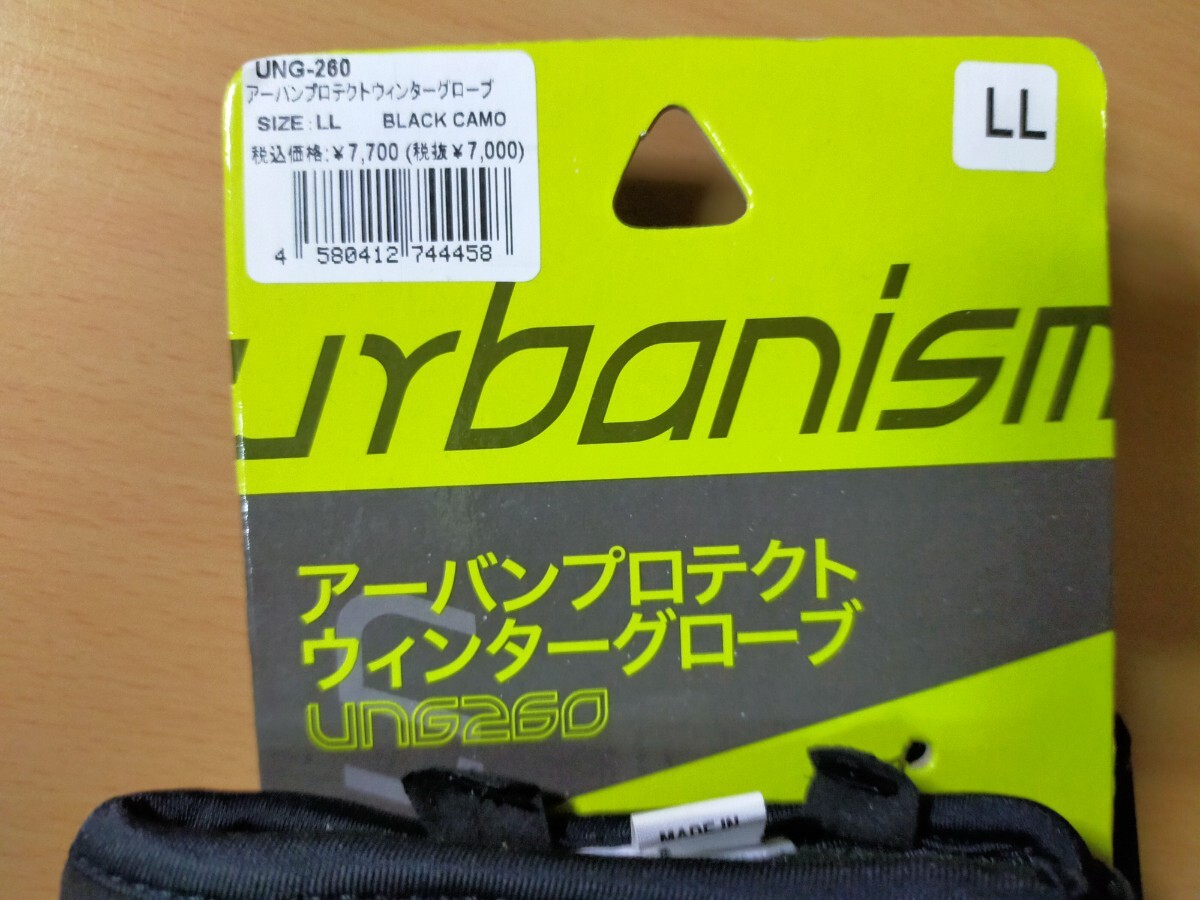 UNG-260
アーバンプロテクトウィンターグローブ
SIZE:LL BLACK CAMO
税込価格:¥7,700 (税抜¥7,000)
4 580412 744458
LL
urbanism
アーバンプロテクト
ウィンターグローブ
UNG260
MADE IN